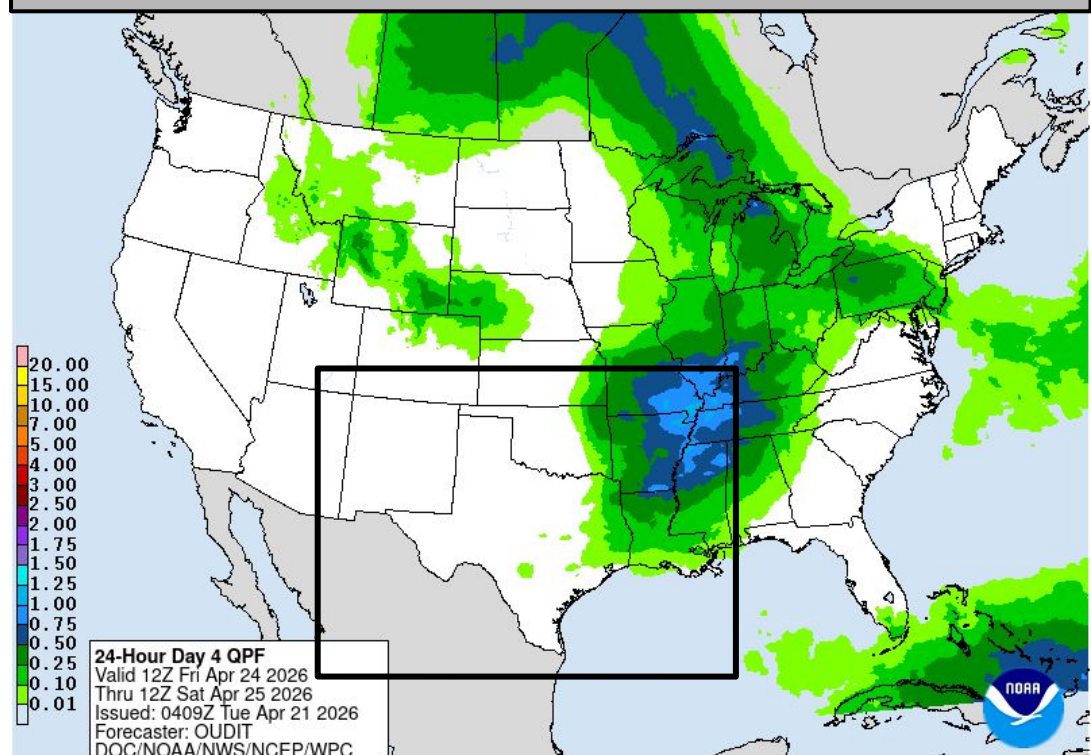 20.00
15.00
10.00
7.00
5.00
4.00
3.00
2.50
2.00
1.75
1.50
1.25
1.00
0.75
0.50
0.25
0.10
0.01
24-Hour Day 4 QPF
Valid 12Z Fri Apr 24 2026
Thru 12Z Sat Apr 25 2026
Issued: 0409Z Tue Apr 21 2026
Forecaster: OUDIT
DOC/NOAA/NWS/NCEP/WPC
NOAA